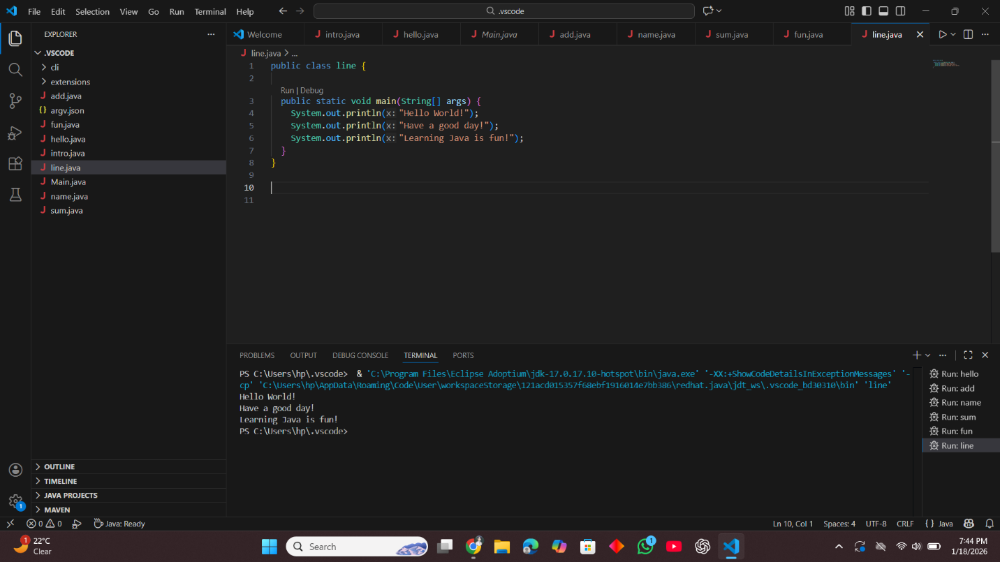 File Edit Selection View Go Run Terminal Help
.vscode
EXPLORER
.VSCODE
cli
extensions
add.java
argv.json
fun.java
hello.java
intro.java
line.java
Main.java
name.java
sum.java
OUTLINE
TIMELINE
JAVA PROJECTS
MAVEN
Welcome intro.java hello.java Main.java add.java name.java sum.java fun.java line.java
line.java > ...
1 public class line {
2
Run | Debug
3 public static void main(String[] args) {
4 System.out.println(x: "Hello World!");
5 System.out.println(x: "Have a good day!");
6 System.out.println(x: "Learning Java is fun!");
7 }
8 }
9
10
11
PROBLEMS OUTPUT DEBUG CONSOLE TERMINAL PORTS
PS C:\Users\hp\.vscode> & 'C:\Program Files\Eclipse Adoptium\jdk-17.0.17.10-hotspot\bin\java.exe' '-XX:+ShowCodeDetailsInExceptionMessages' '-
cp' 'C:\Users\hp\AppData\Roaming\Code\User\workspaceStorage\121acd015357f68ebf1916014e7bb386\redhat.java\jdt_ws\.vscode_bd30310\bin' 'line'
Hello World!
Have a good day!
Learning Java is fun!
PS C:\Users\hp\.vscode>
Run: hello
Run: add
Run: name
Run: sum
Run: fun
Run: line
1
0 0 Java: Ready
Ln 10, Col 1 Spaces: 4 UTF-8 CRLF {} Java
1
22°C
Clear
Search
1
7:44 PM
1/18/2026